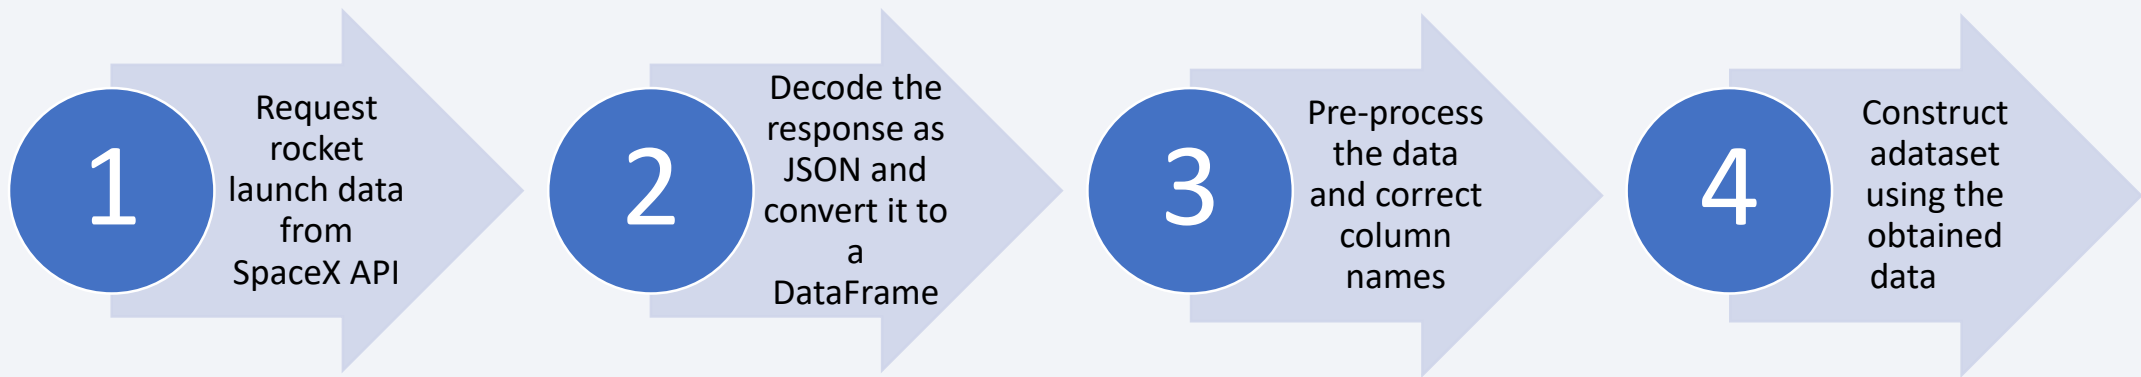 1
Request
rocket
launch data
from
SpaceX API
2
Decode the
response as
JSON and
convert it to
a
DataFrame
3
Pre-process
the data
and correct
column
names
4
Construct
adataset
using the
obtained
data